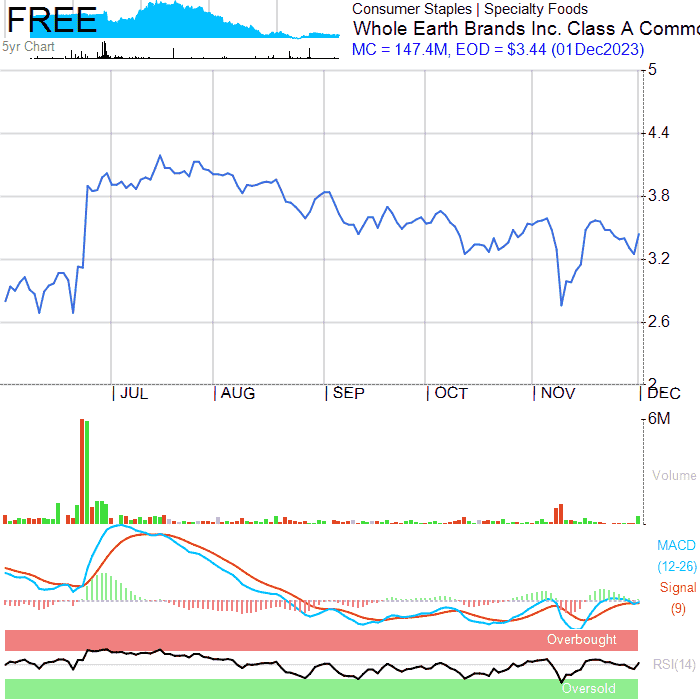 FREE
5yr Chart
Consumer Staples | Specialty Foods
Whole Earth Brands Inc. Class A Commo
MC = 147.4M, EOD = $3.44 (01Dec2023)
5
4.4
3.8
3.2
2.6
2
JUL
AUG
SEP
OCT
NOV
DEC
6M
Volume
MACD
(12-26)
Signal
(9)
Overbought
RSI(14)
Oversold